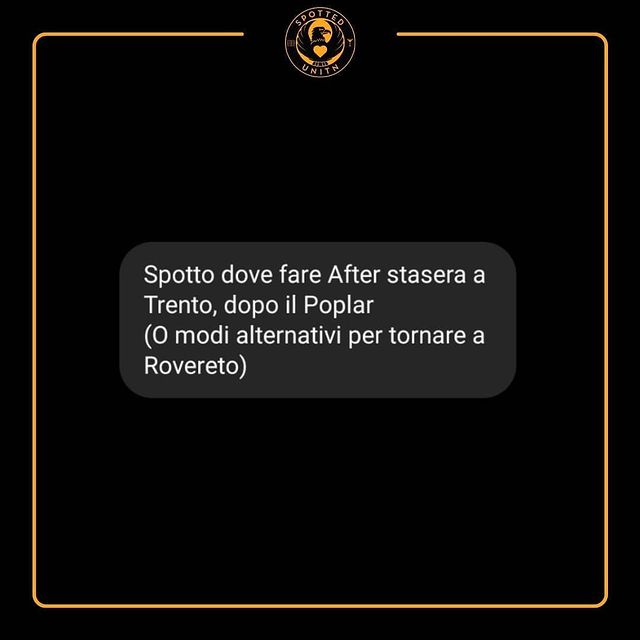 SPOTTED
UNITN
Spotto dove fare After stasera a
Trento, dopo il Poplar
(O modi alternativi per tornare a
Rovereto)